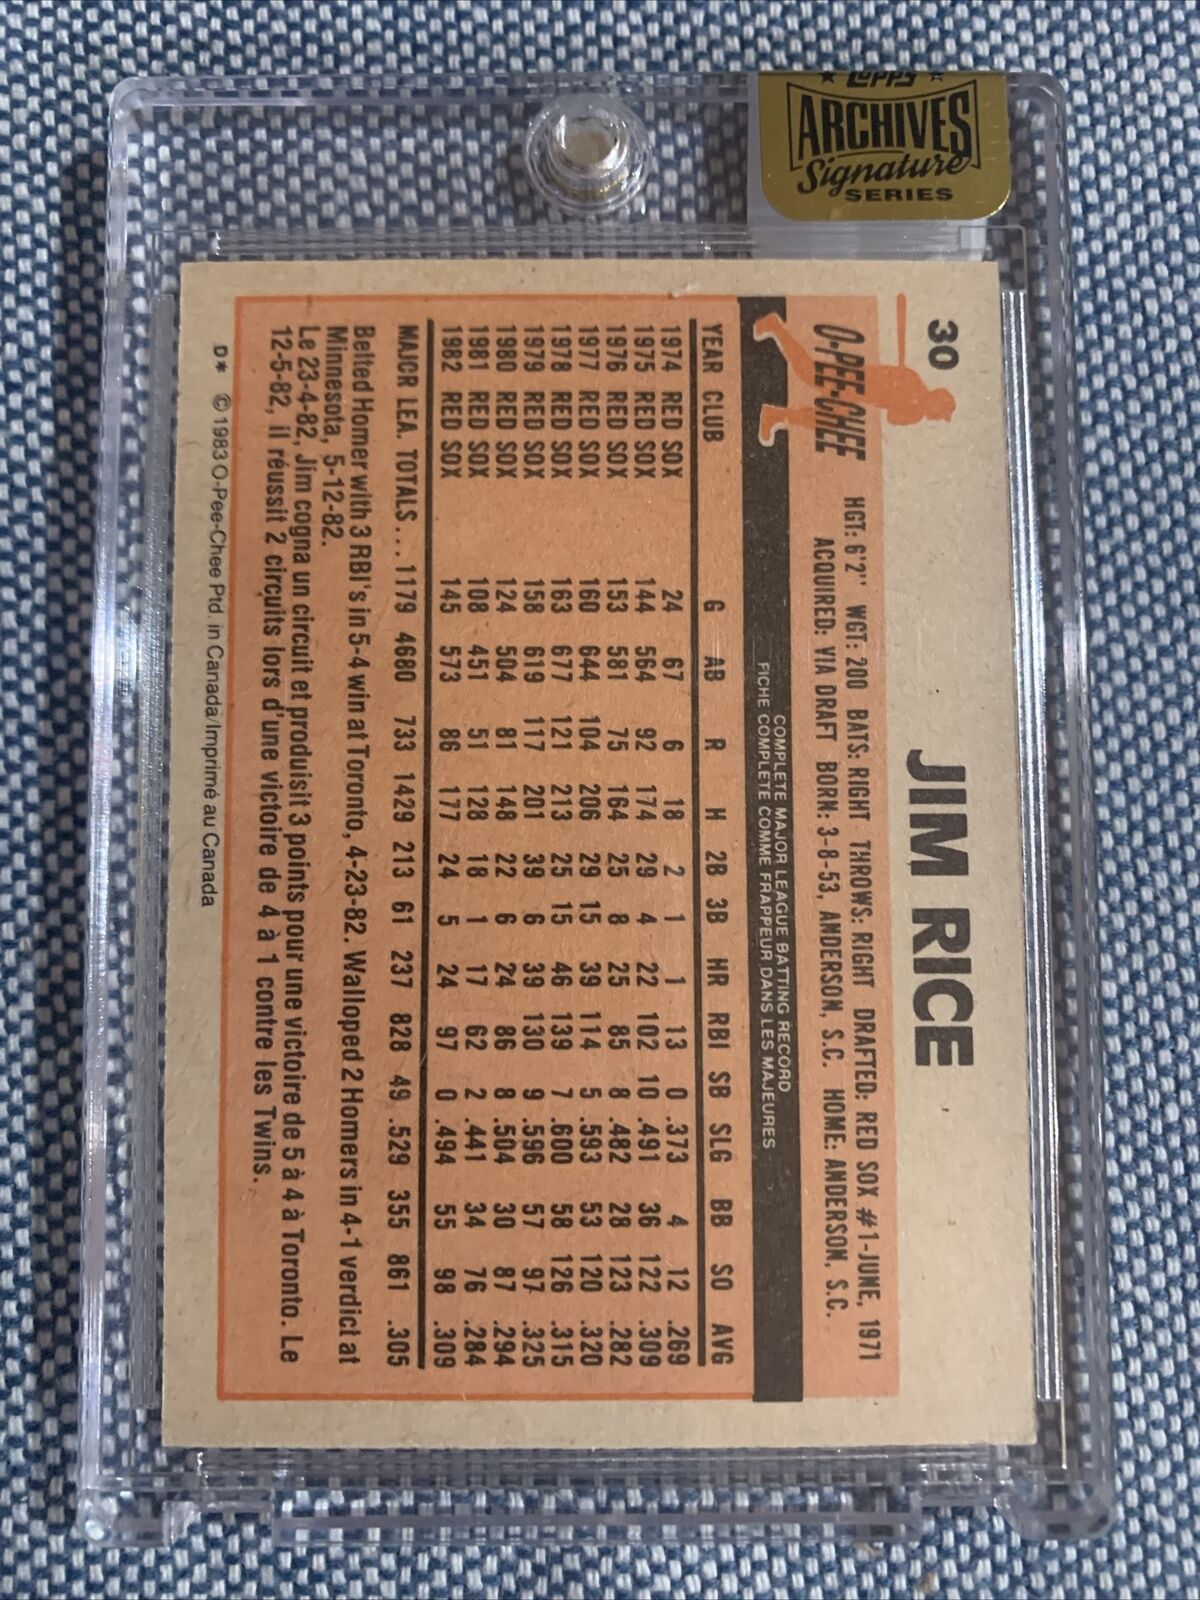 topps
ARCHIVES
Signature
SERIES
30
JIM RICE
O-PEE-CHEE
HGT: 6'2" WGT: 200 BATS: RIGHT THROWS: RIGHT DRAFTED: RED SOX #1-JUNE, 1971
ACQUIRED: VIA DRAFT BORN: 3-8-53, ANDERSON, S.C. HOME: ANDERSON, S.C.
COMPLETE MAJOR LEAGUE BATTING RECORD
FICHE COMPLETE COMME FRAPPEUR DANS LES MAJEURES
YEAR CLUB G AB R H 2B 3B HR RBI SB SLG BB SO AVG
1974 RED SOX 24 67 6 18 2 1 1 13 0 .373 4 12 .269
1975 RED SOX 144 564 92 174 29 4 22 102 10 .491 36 122 .309
1976 RED SOX 153 581 75 164 25 8 25 85 8 .482 28 123 .282
1977 RED SOX 160 644 104 206 29 15 39 114 5 .593 53 120 .320
1978 RED SOX 163 677 121 213 25 15 46 139 7 .600 58 126 .315
1979 RED SOX 158 619 117 201 39 6 39 130 9 .596 57 97 .325
1980 RED SOX 124 504 81 148 22 6 24 86 8 .504 30 87 .294
1981 RED SOX 108 451 51 128 18 1 17 62 2 .441 34 76 .284
1982 RED SOX 145 573 86 177 24 5 24 97 0 .494 55 98 .309
MAJOR LEA. TOTALS... 1179 4680 733 1429 213 61 237 828 49 .529 355 861 .305
Belted Homer with 3 RBI's in 5-4 win at Toronto, 4-23-82. Walloped 2 Homers in 4-1 verdict at
Minnesota, 5-12-82.
Le 23-4-82, Jim cogna un circuit et produisit 3 points pour une victoire de 5 à 4 à Toronto. Le
12-5-82, il réussit 2 circuits lors d'une victoire de 4 à 1 contre les Twins.
D* © 1983 O-Pee-Chee Ptd. in Canada/Imprimé au Canada